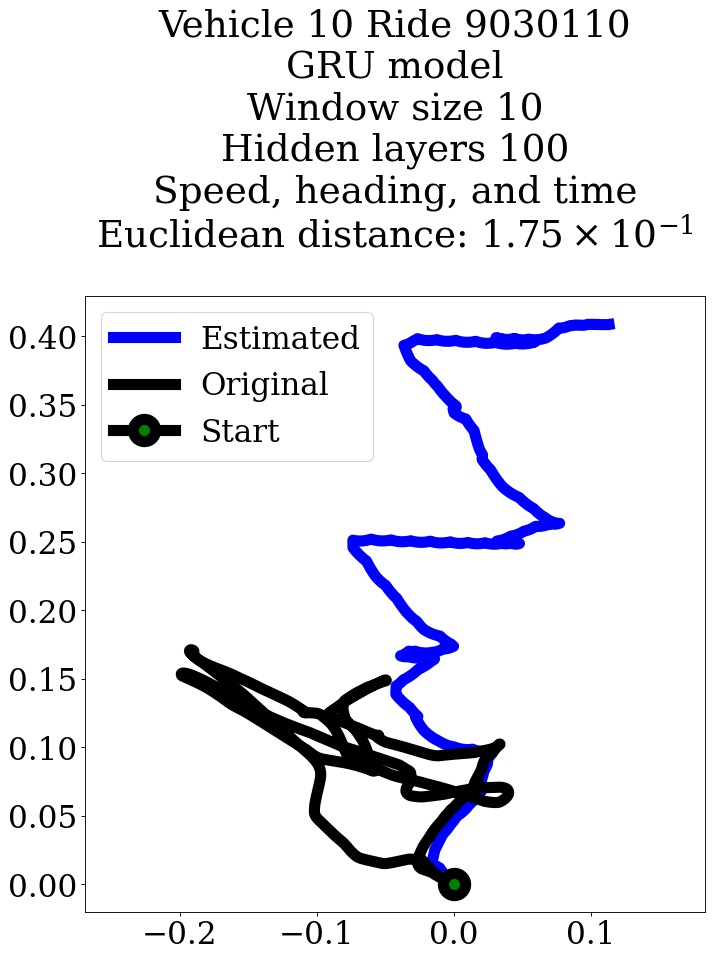 Vehicle 10 Ride 9030110
GRU model
Window size 10
Hidden layers 100
Speed, heading, and time
Euclidean distance: 1.75 × 10⁻¹
Estimated
Original
Start
0.40
0.35
0.30
0.25
0.20
0.15
0.10
0.05
0.00
−0.2
−0.1
0.0
0.1